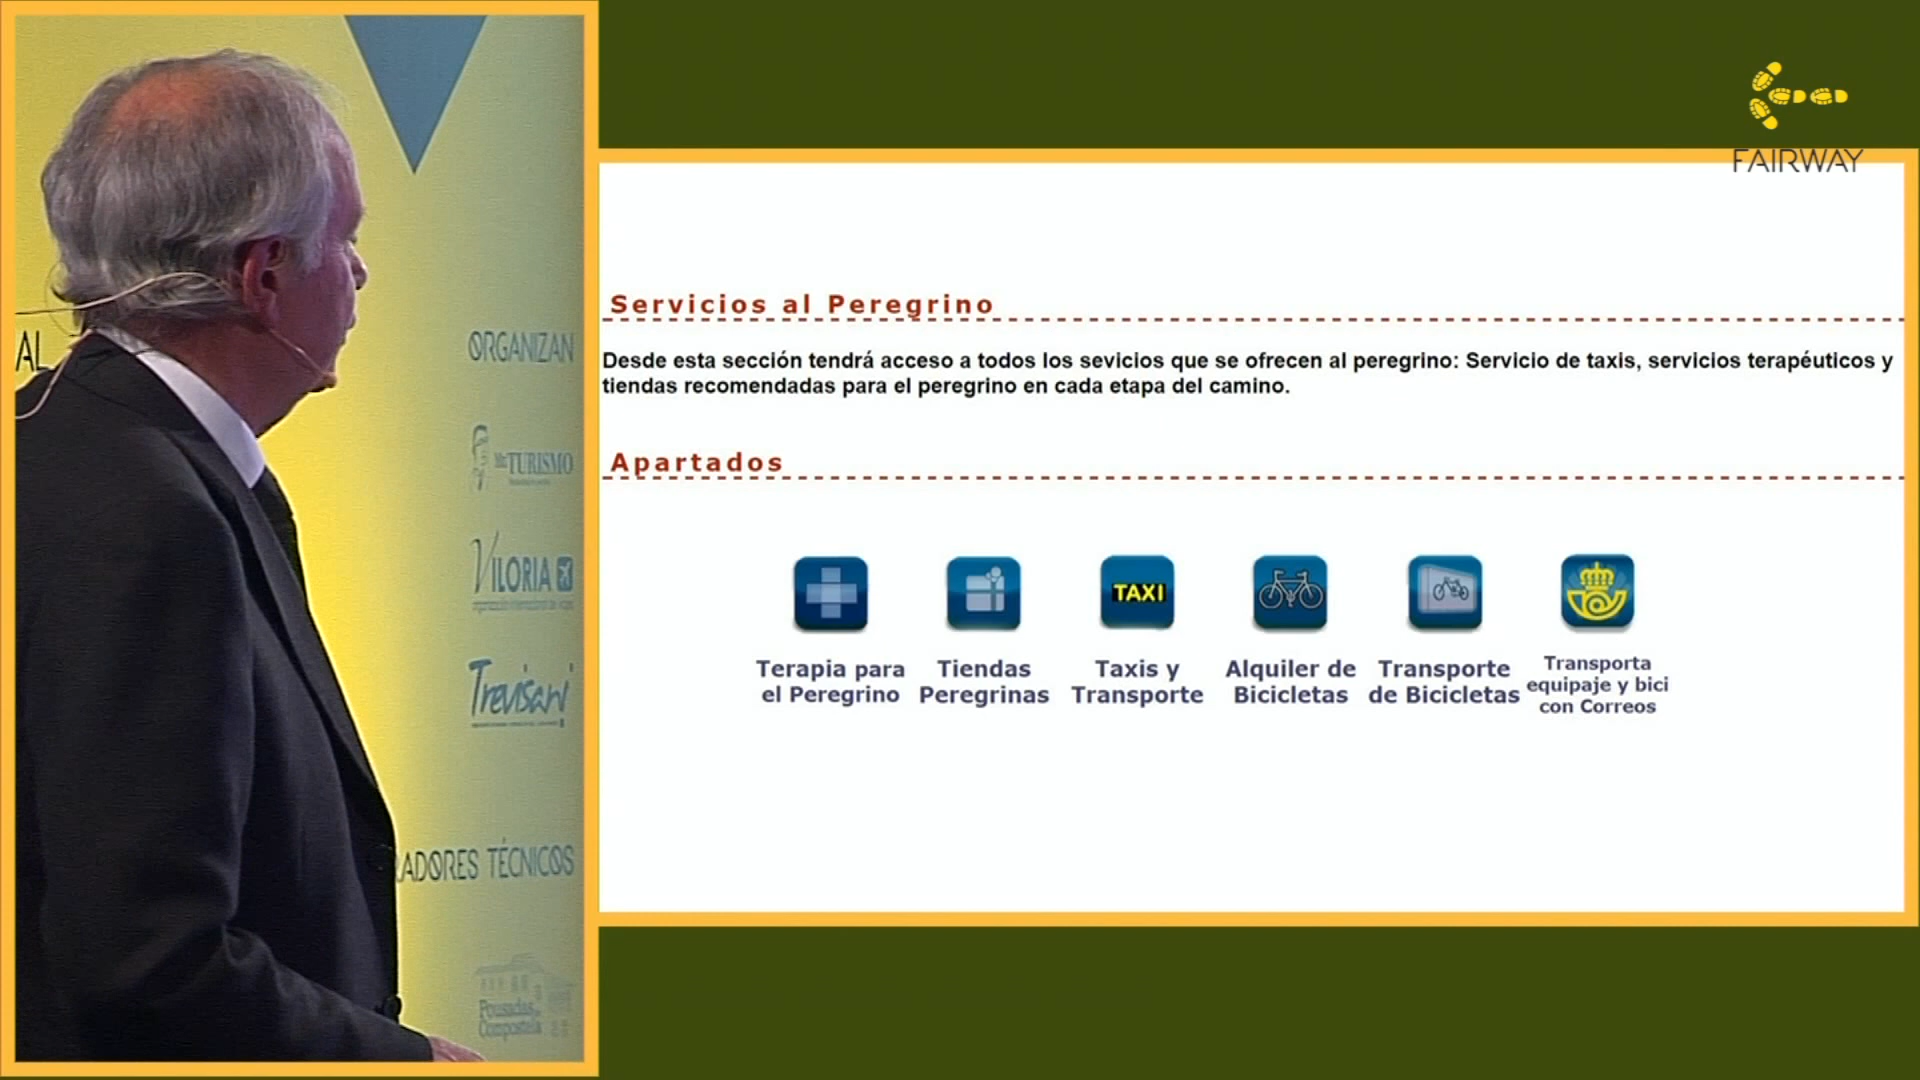 FAIRWAY
AL
ORGANIZAN
TURISMO
VILORIA
Trevisani
RADORES TÉCNICOS
Pousadas
Compostela
Servicios al Peregrino
Desde esta sección tendrá acceso a todos los sevicios que se ofrecen al peregrino: Servicio de taxis, servicios terapéuticos y
tiendas recomendadas para el peregrino en cada etapa del camino.
Apartados
TAXI
Terapia para
el Peregrino
Tiendas
Peregrinas
Taxis y
Transporte
Alquiler de
Bicicletas
Transporte
de Bicicletas
Transporta
equipaje y bici
con Correos